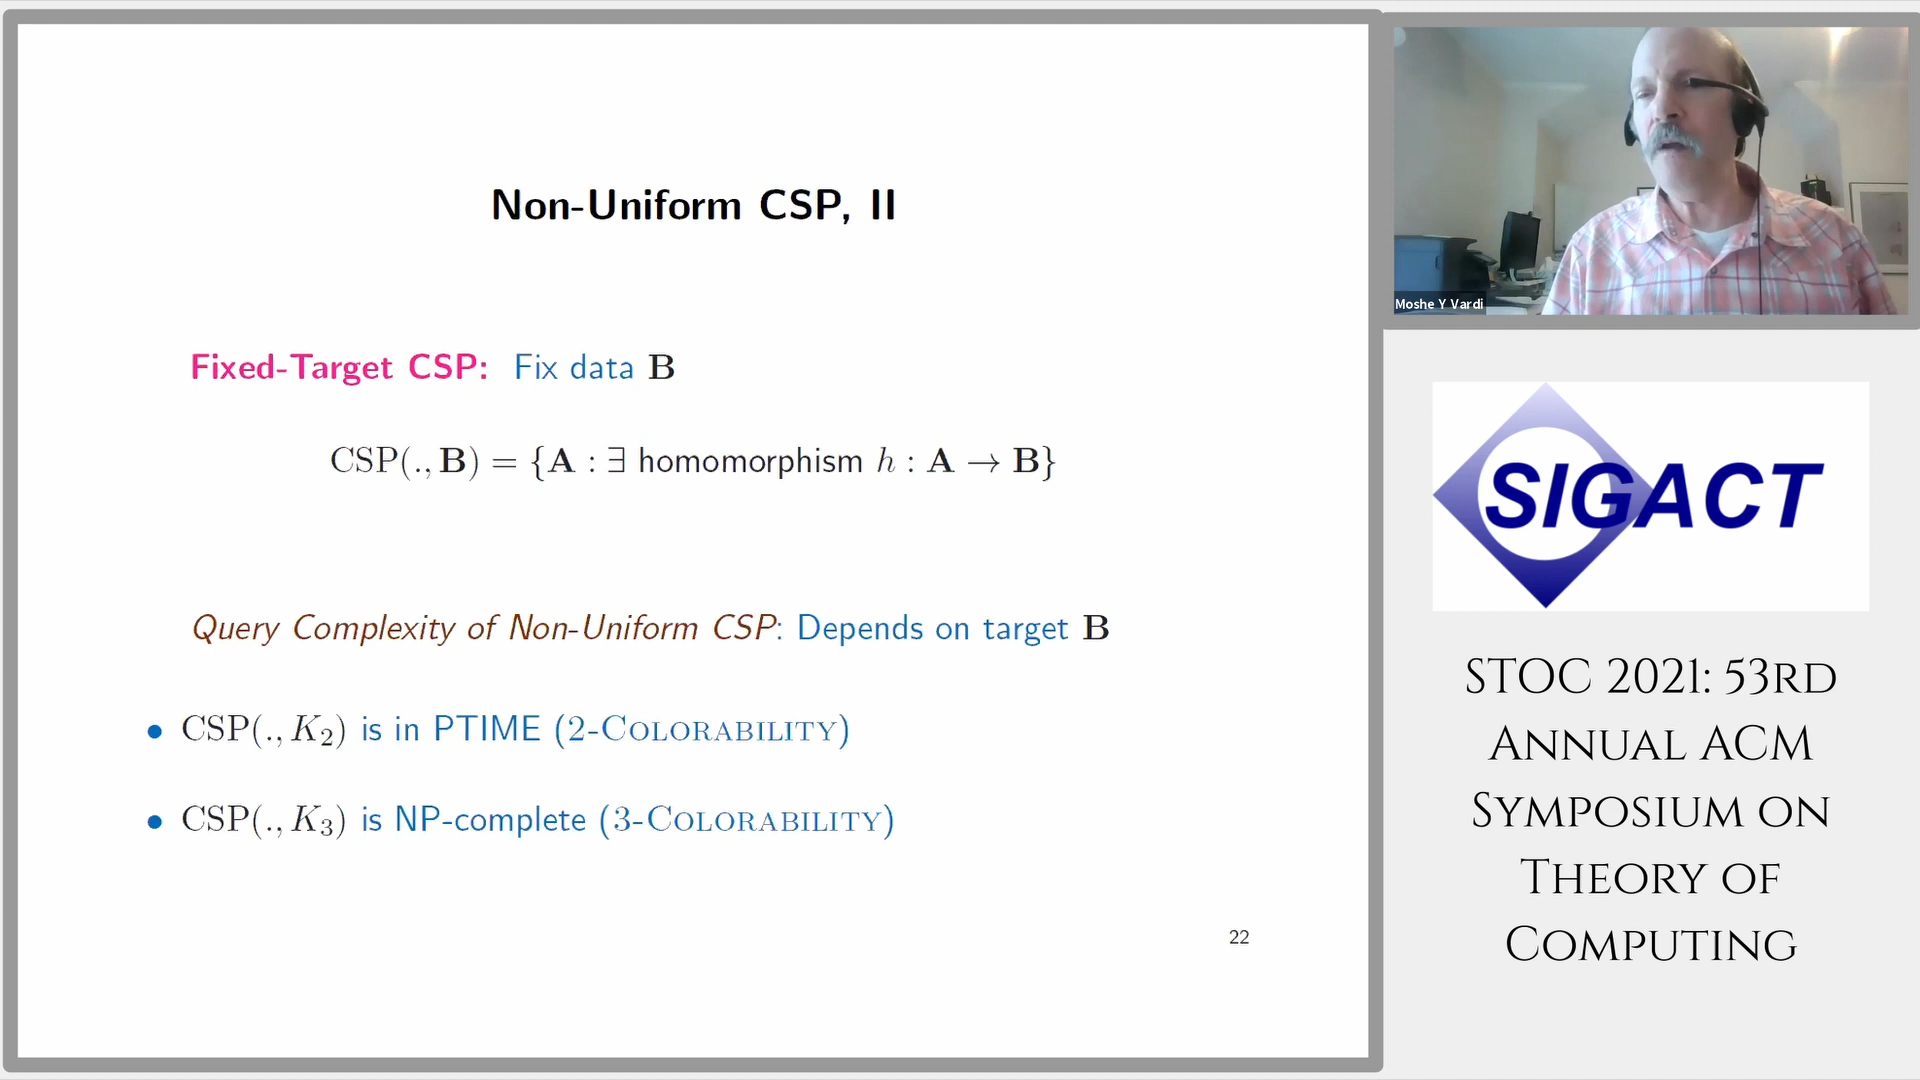 Non-Uniform CSP, II
Fixed-Target CSP: Fix data B
CSP(., B) = {A : ∃ homomorphism h : A → B}
Query Complexity of Non-Uniform CSP: Depends on target B
• CSP(., K₂) is in PTIME (2-COLORABILITY)
• CSP(., K₃) is NP-complete (3-COLORABILITY)
22
Moshe Y Vardi
SIGACT
STOC 2021: 53RD
ANNUAL ACM
SYMPOSIUM ON
THEORY OF
COMPUTING